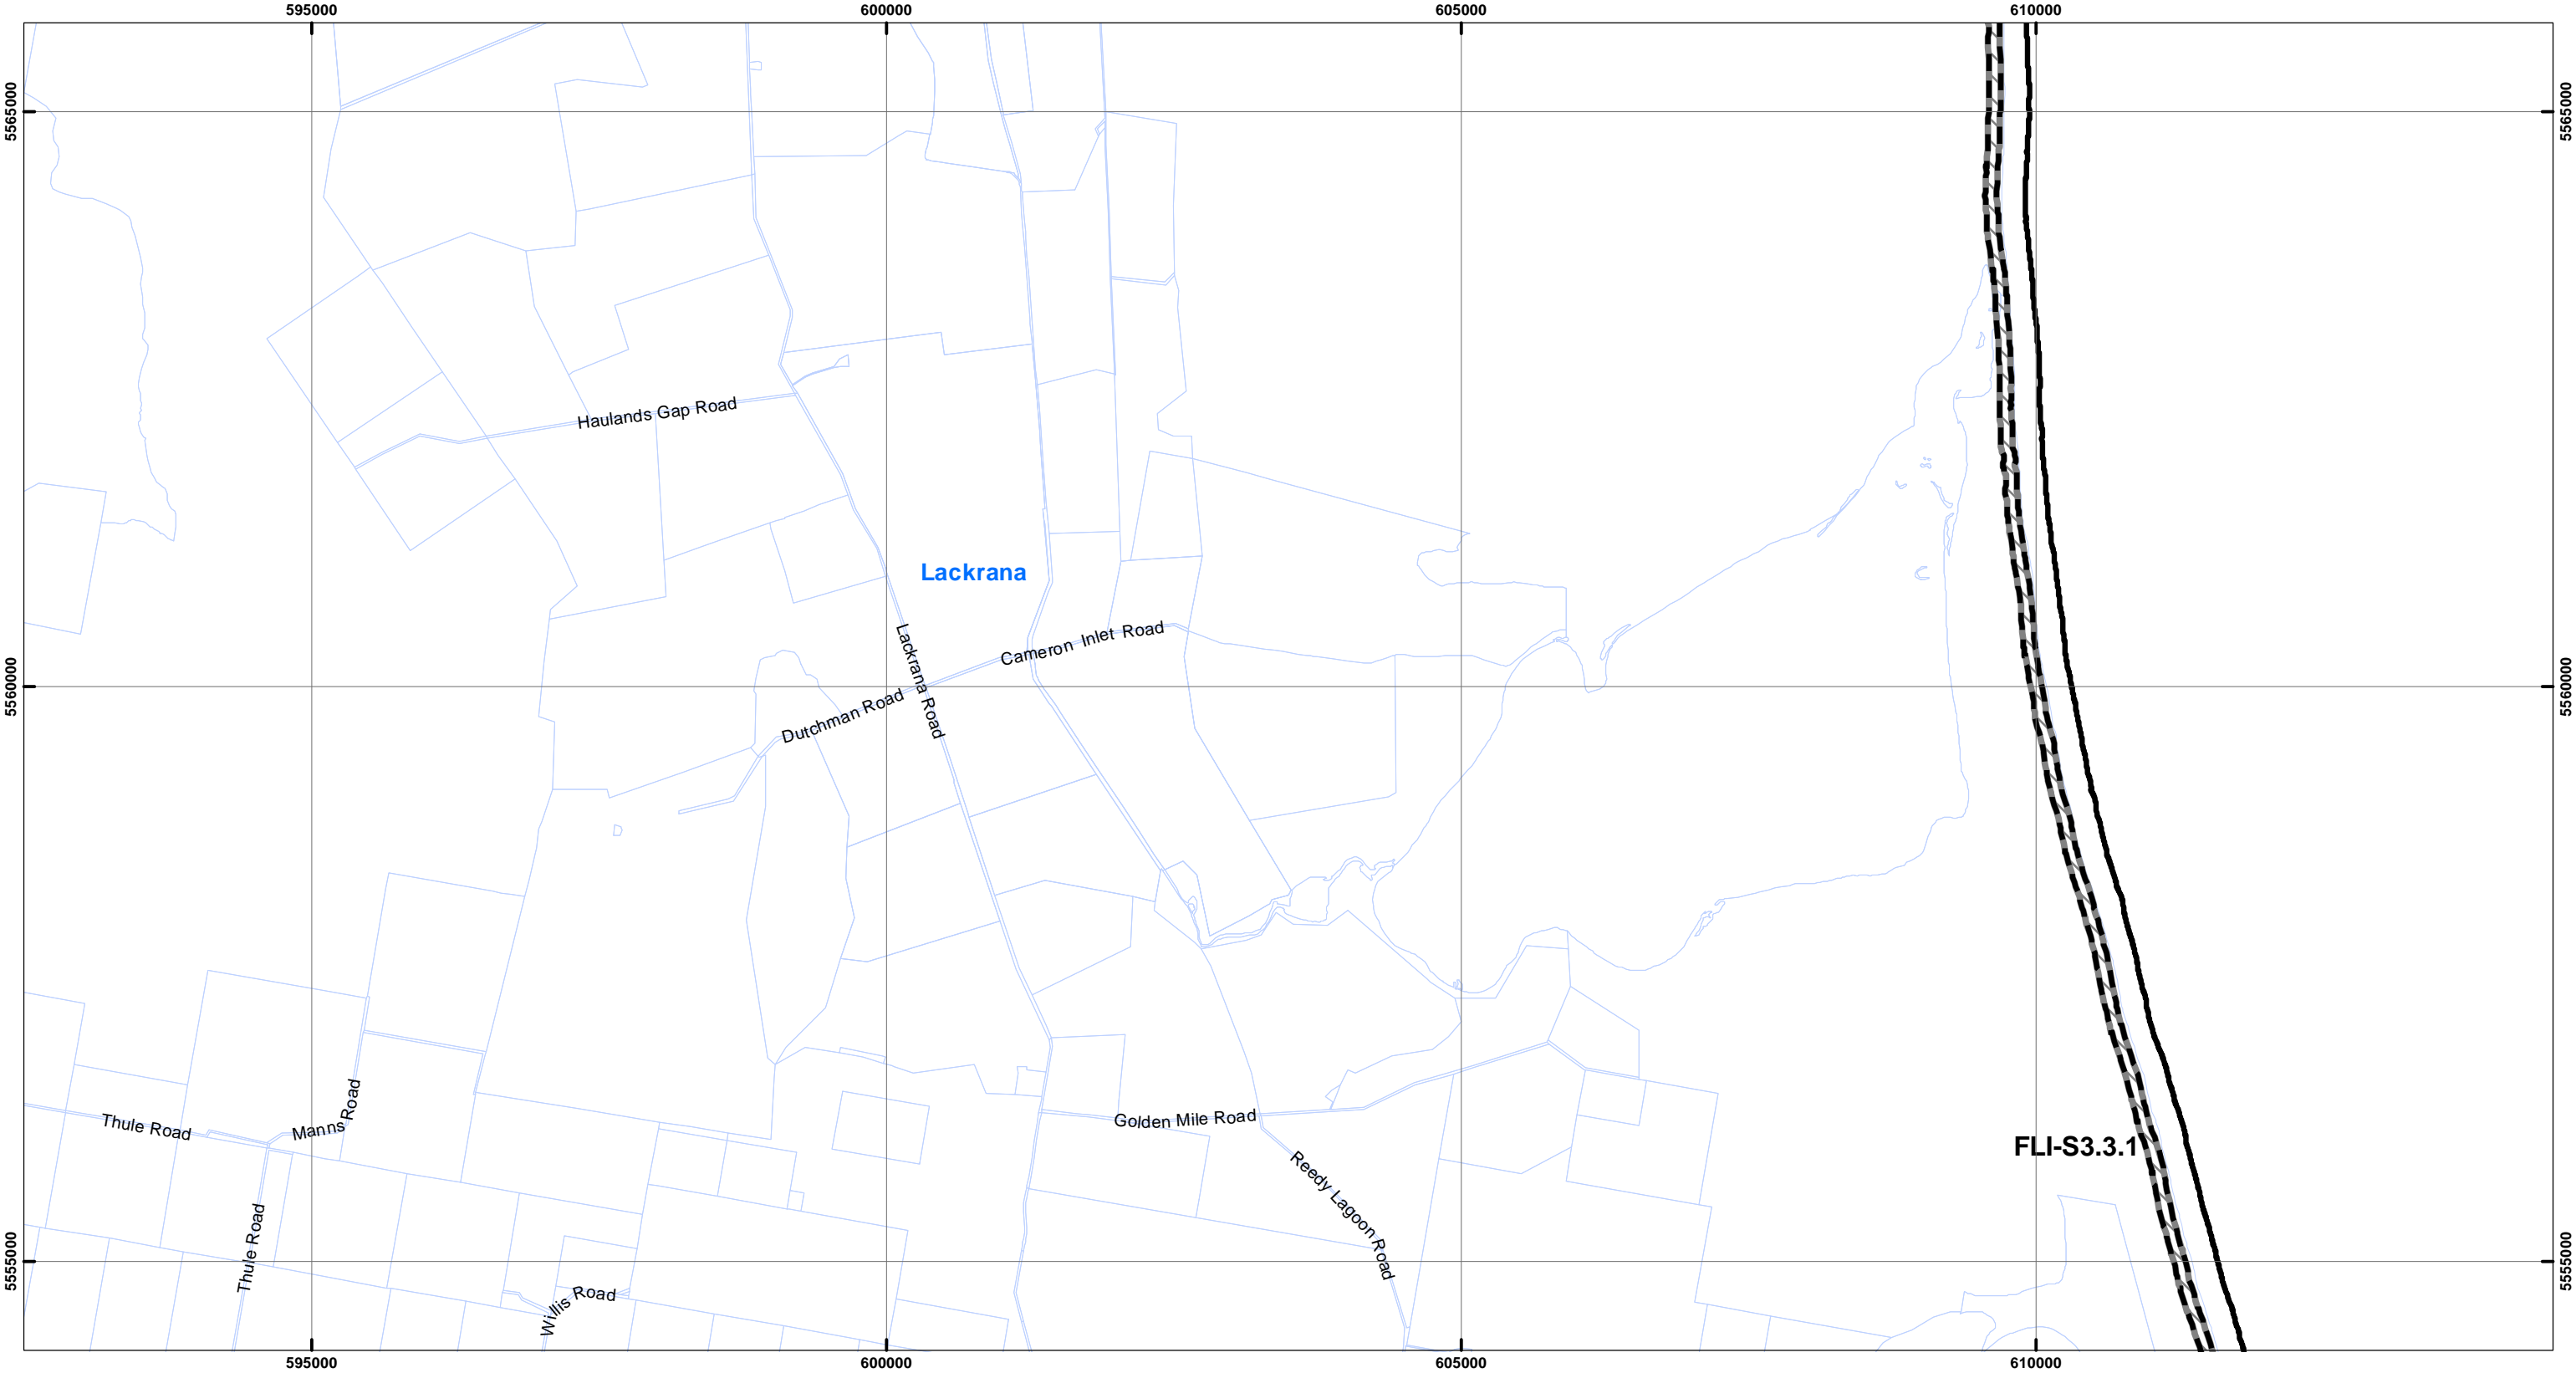 595000
600000
605000
610000
5565000
5565000
Haulands Gap Road
Lackrana
Lackrana Road
Cameron Inlet Road
5560000
5560000
Dutchman Road
Thule Road
Manns Road
Golden Mile Road
FLI-S3.3.1
Reedy Lagoon Road
Thule Road
5555000
5555000
Willis Road
595000
600000
605000
610000